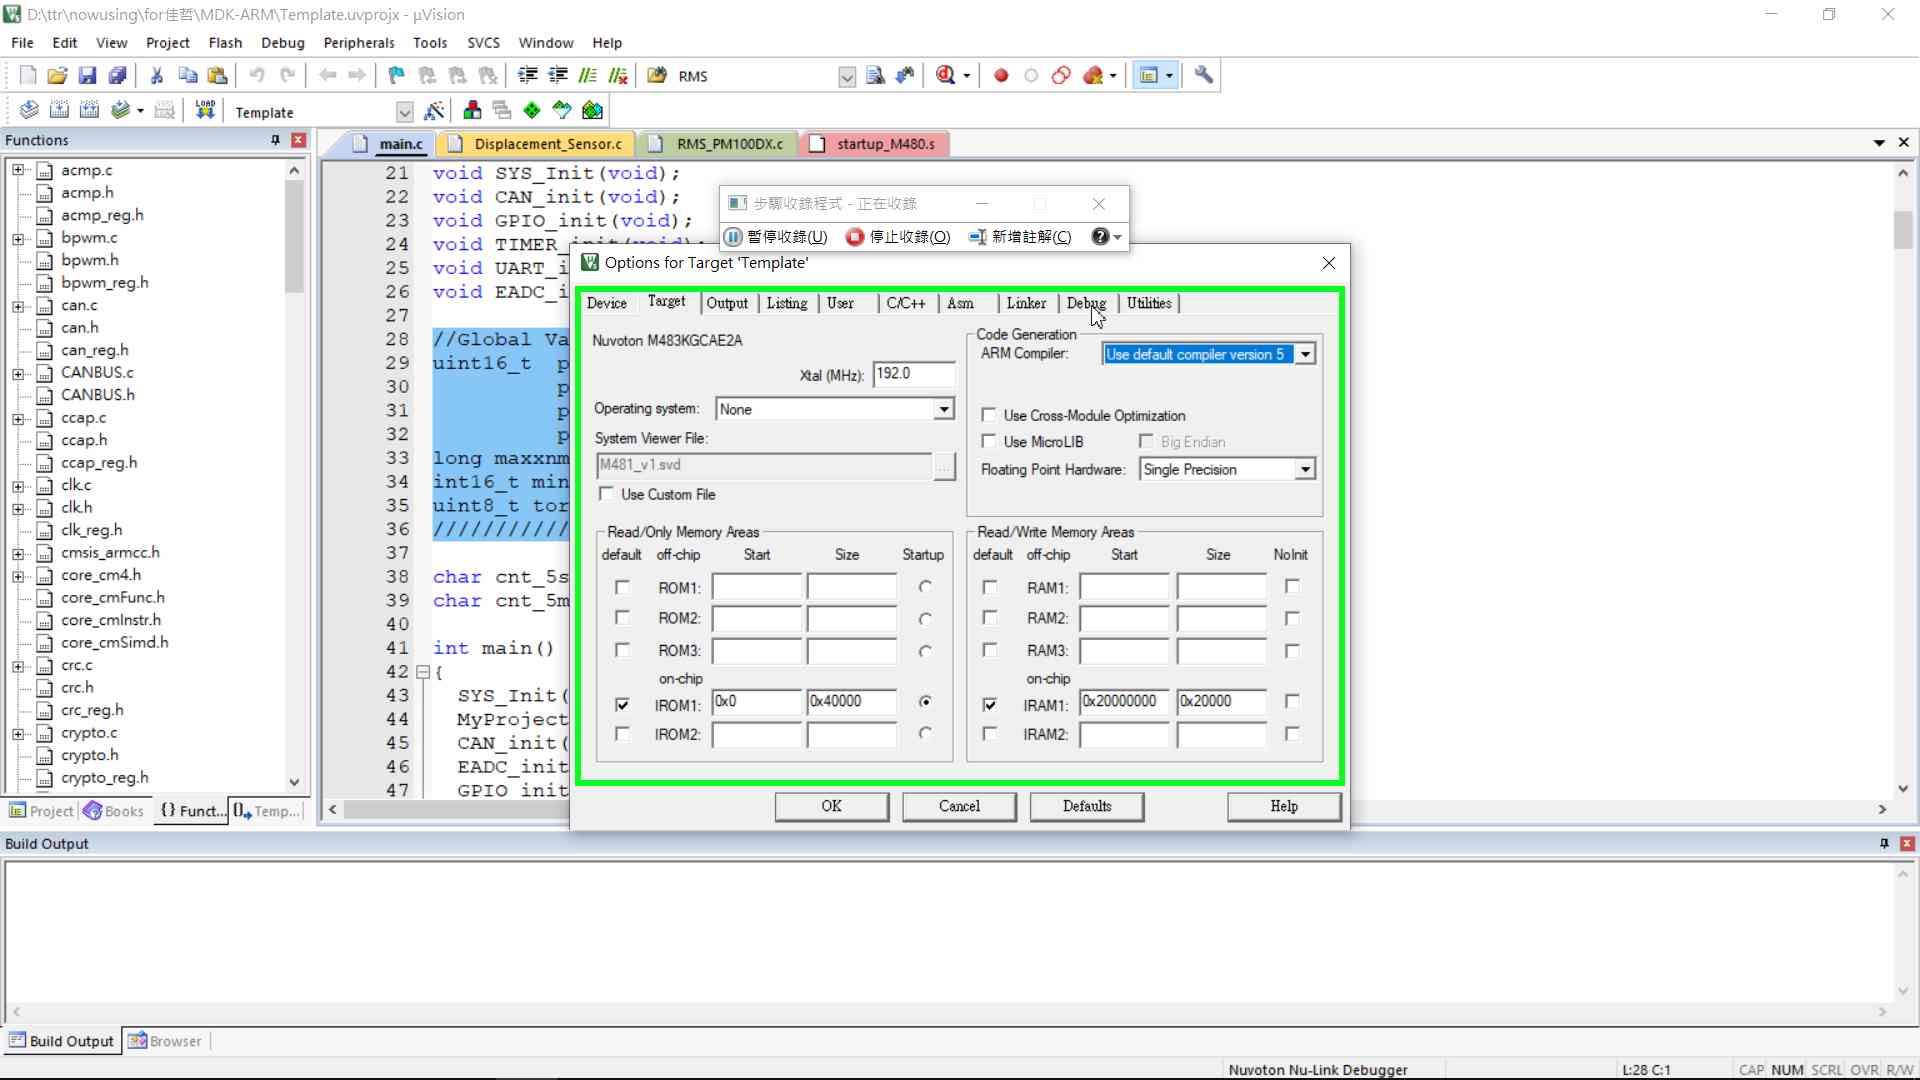 D:\ttr\nowusing\for佳哲\MDK-ARM\Template.uvprojx - µVision
File Edit View Project Flash Debug Peripherals Tools SVCS Window Help
RMS
LOAD Template
Functions
main.c Displacement_Sensor.c RMS_PM100DX.c startup_M480.s
acmp.c
acmp.h
acmp_reg.h
bpwm.c
bpwm.h
bpwm_reg.h
can.c
can.h
can_reg.h
CANBUS.c
CANBUS.h
ccap.c
ccap.h
ccap_reg.h
clk.c
clk.h
clk_reg.h
cmsis_armcc.h
core_cm4.h
core_cmFunc.h
core_cmInstr.h
core_cmSimd.h
crc.c
crc.h
crc_reg.h
crypto.c
crypto.h
crypto_reg.h
Project Books {} Funct... Temp...
21 void SYS_Init(void);
22 void CAN_init(void);
23 void GPIO_init(void);
24 void TIMER_init(void);
25 void UART_i
26 void EADC_i
27
28 //Global Va
29 uint16_t p
30 p
31 p
32 p
33 long maxxnm
34 int16_t min
35 uint8_t tor
36 ///////////
37
38 char cnt_5s
39 char cnt_5m
40
41 int main()
42 {
43 SYS_Init(
44 MyProject
45 CAN_init(
46 EADC_init
47 GPIO init
步驟收錄程式 - 正在收錄
暫停收錄(U) 停止收錄(O) 新增註解(C)
Options for Target 'Template'
Device Target Output Listing User C/C++ Asm Linker Debug Utilities
Nuvoton M483KGCAE2A
Xtal (MHz): 192.0
Operating system: None
System Viewer File:
M481_v1.svd ...
Use Custom File
Code Generation
ARM Compiler: Use default compiler version 5
Use Cross-Module Optimization
Use MicroLIB Big Endian
Floating Point Hardware: Single Precision
Read/Only Memory Areas
default off-chip Start Size Startup
ROM1:
ROM2:
ROM3:
on-chip
IROM1: 0x0 0x40000
IROM2:
Read/Write Memory Areas
default off-chip Start Size NoInit
RAM1:
RAM2:
RAM3:
on-chip
IRAM1: 0x20000000 0x20000
IRAM2:
OK Cancel Defaults Help
Build Output
Build Output Browser
Nuvoton Nu-Link Debugger L:28 C:1 CAP NUM SCRL OVR R/W